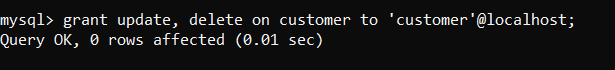 mysql> grant update, delete on customer to 'customer'@localhost;
Query OK, 0 rows affected (0.01 sec)